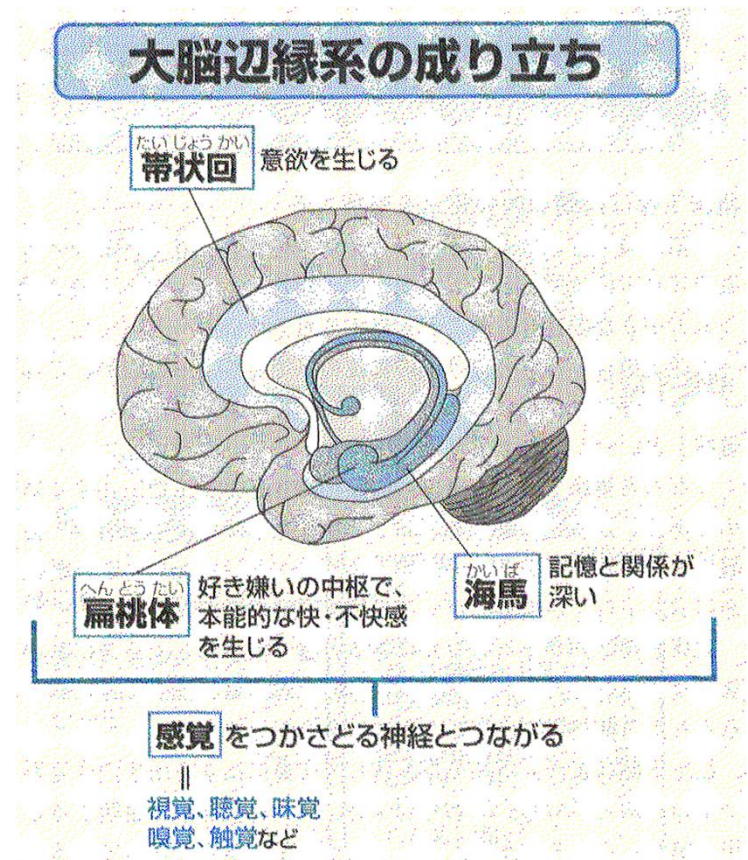 大脳辺縁系の成り立ち
たいじょうかい
帯状回
意欲を生じる
へんとうたい
扁桃体
好き嫌いの中枢で、
本能的な快・不快感
を生じる
かいば
海馬
記憶と関係が
深い
感覚をつかさどる神経とつながる
||
視覚、聴覚、味覚
嗅覚、触覚など